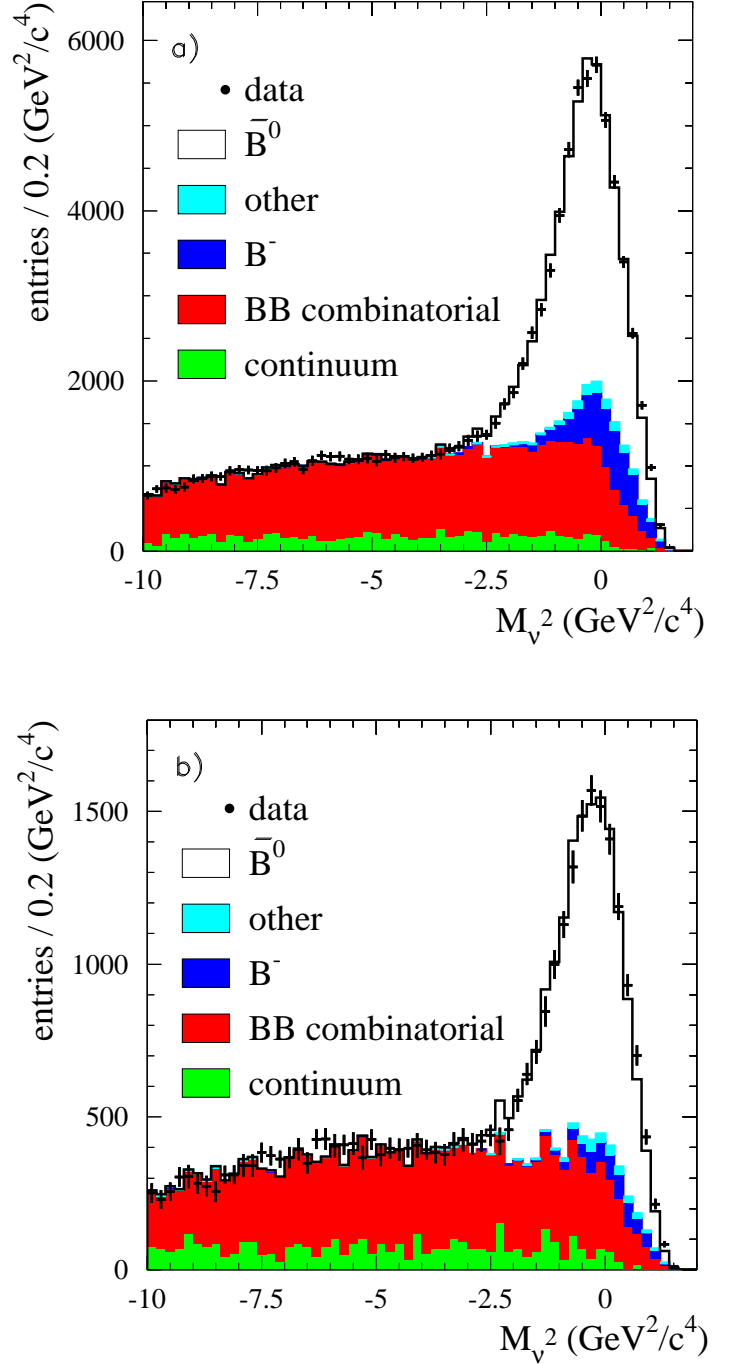 a)
entries / 0.2 (GeV²/c⁴)
6000
4000
2000
0
data
B̄⁰
other
B⁻
BB combinatorial
continuum
-10 -7.5 -5 -2.5 0
Mᵥ² (GeV²/c⁴)
b)
entries / 0.2 (GeV²/c⁴)
1500
1000
500
0
data
B̄⁰
other
B⁻
BB combinatorial
continuum
-10 -7.5 -5 -2.5 0
Mᵥ² (GeV²/c⁴)